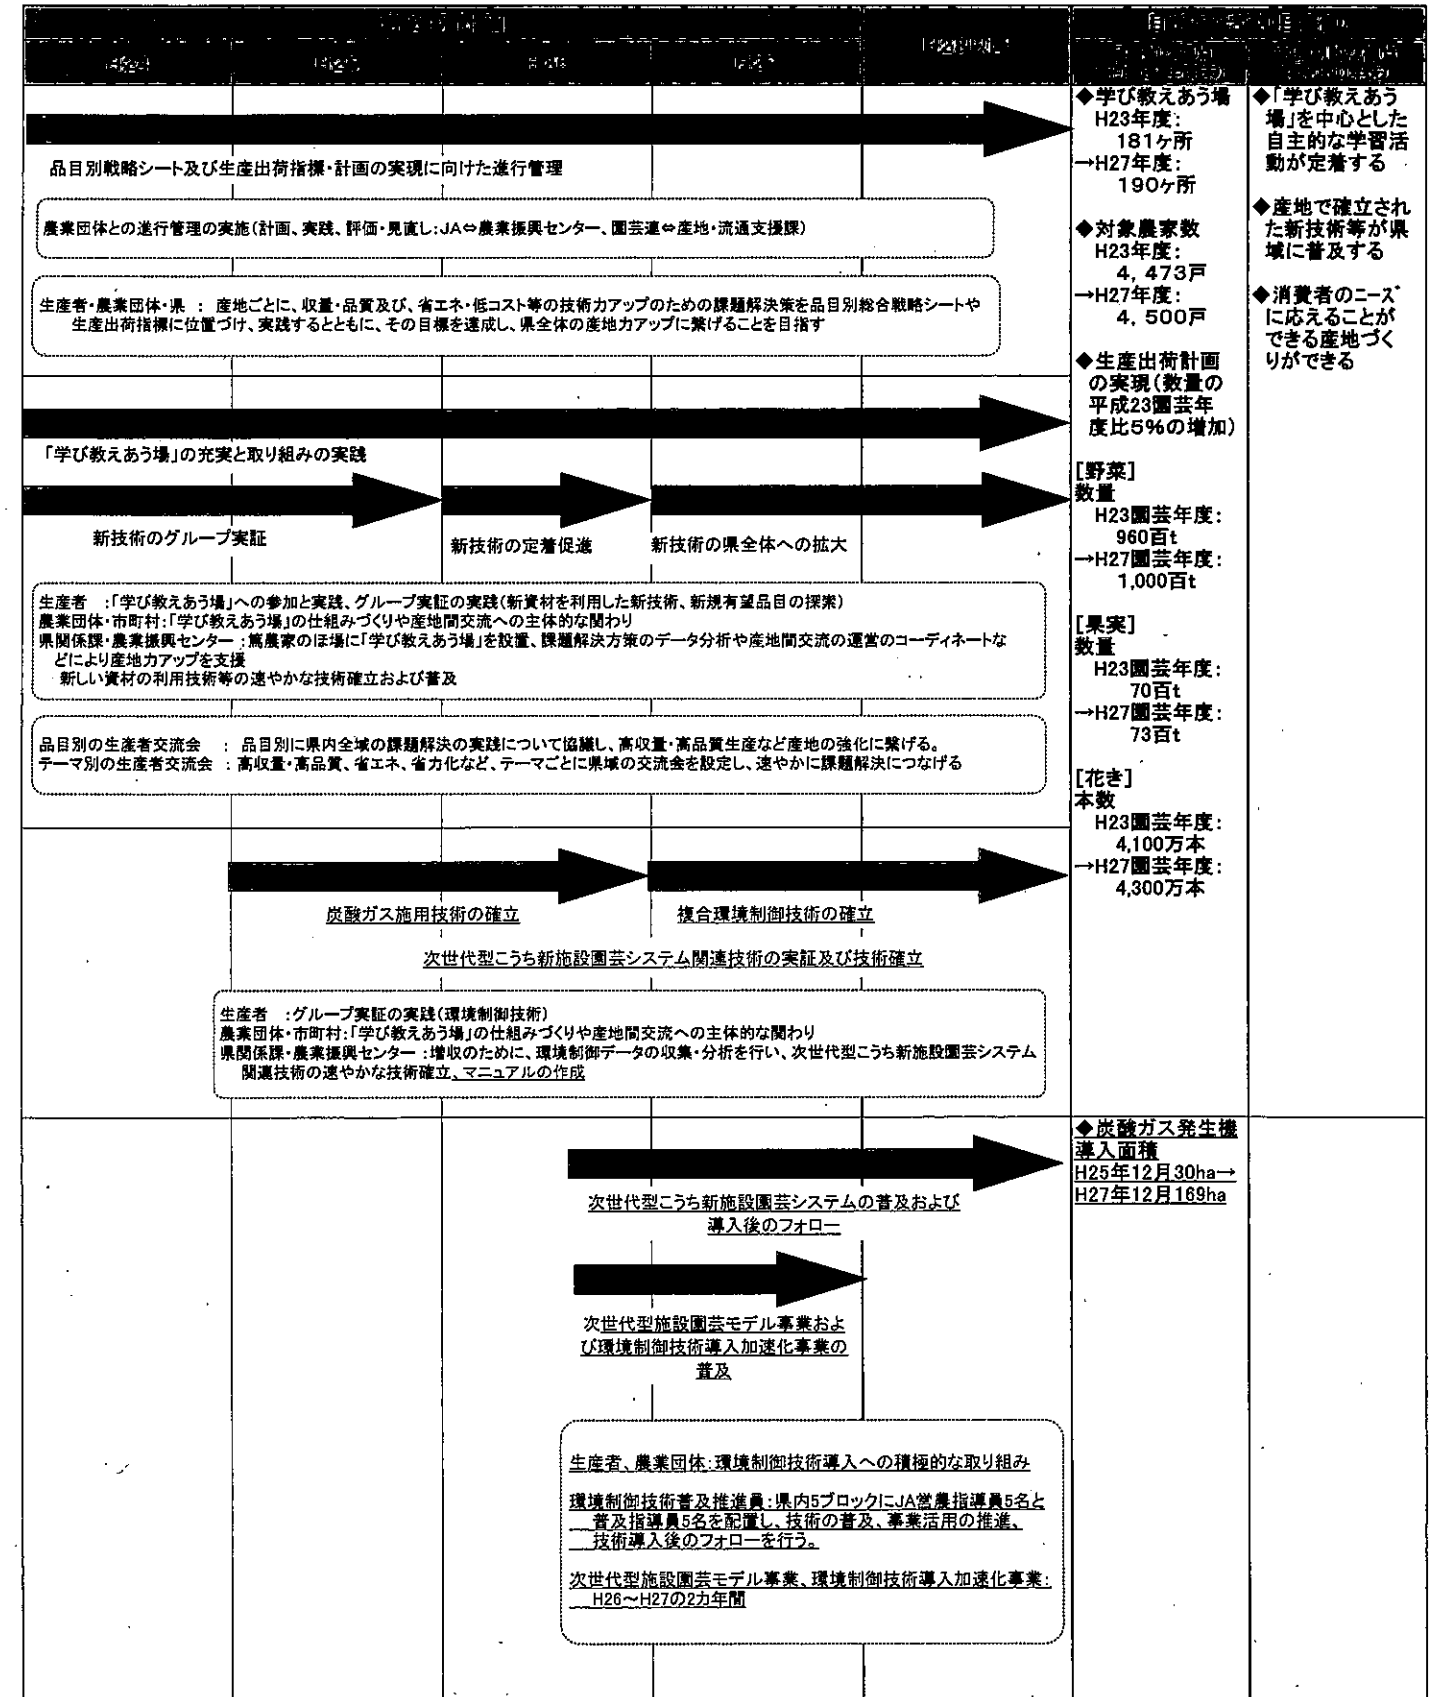 品目別戦略シート及び生産出荷指標・計画の実現に向けた進行管理
農業団体との進行管理の実施(計画、実践、評価・見直し:JA⇔農業振興センター、園芸連⇔産地・流通支援課)
生産者・農業団体・県 : 産地ごとに、収量・品質及び、省エネ・低コスト等の技術力アップのための課題解決策を品目別総合戦略シートや
生産出荷指標に位置づけ、実践するとともに、その目標を達成し、県全体の産地力アップに繋げることを目指す
「学び教えあう場」の充実と取り組みの実践
新技術のグループ実証
新技術の定着促進
新技術の県全体への拡大
生産者 :「学び教えあう場」への参加と実践、グループ実証の実践(新資材を利用した新技術、新規有望品目の探索)
農業団体・市町村:「学び教えあう場」の仕組みづくりや産地間交流への主体的な関わり
県関係課・農業振興センター :篤農家のほ場に「学び教えあう場」を設置、課題解決方策のデータ分析や産地間交流の運営のコーディネートな
どにより産地力アップを支援
新しい資材の利用技術等の速やかな技術確立および普及
品目別の生産者交流会 : 品目別に県内全域の課題解決の実践について協議し、高収量・高品質生産など産地の強化に繋げる。
テーマ別の生産者交流会 : 高収量・高品質、省エネ、省力化など、テーマごとに県域の交流会を設定し、速やかに課題解決につなげる
炭酸ガス施用技術の確立
複合環境制御技術の確立
次世代型こうち新施設園芸システム関連技術の実証及び技術確立
生産者 :グループ実証の実践(環境制御技術)
農業団体・市町村:「学び教えあう場」の仕組みづくりや産地間交流への主体的な関わり
県関係課・農業振興センター :増収のために、環境制御データの収集・分析を行い、次世代型こうち新施設園芸システム
関連技術の速やかな技術確立、マニュアルの作成
次世代型こうち新施設園芸システムの普及および
導入後のフォロー
次世代型施設園芸モデル事業およ
び環境制御技術導入加速化事業の
普及
生産者、農業団体:環境制御技術導入への積極的な取り組み
環境制御技術普及推進員:県内5ブロックにJA営農指導員5名と
普及指導員5名を配置し、技術の普及、事業活用の推進、
技術導入後のフォローを行う。
次世代型施設園芸モデル事業、環境制御技術導入加速化事業:
H26～H27の2カ年間
◆学び教えあう場
H23年度:
181ヶ所
→H27年度:
190ヶ所
◆対象農家数
H23年度:
4,473戸
→H27年度:
4,500戸
◆生産出荷計画
の実現(数量の
平成23園芸年
度比5%の増加)
[野菜]
数量
H23園芸年度:
960百t
→H27園芸年度:
1,000百t
[果実]
数量
H23園芸年度:
70百t
→H27園芸年度:
73百t
[花き]
本数
H23園芸年度:
4,100万本
→H27園芸年度:
4,300万本
◆炭酸ガス発生機
導入面積
H25年12月30ha→
H27年12月169ha
◆「学び教えあう
場」を中心とした
自主的な学習活
動が定着する
◆産地で確立され
た新技術等が県
域に普及する
◆消費者のニーズ
に応えることが
できる産地づく
りができる